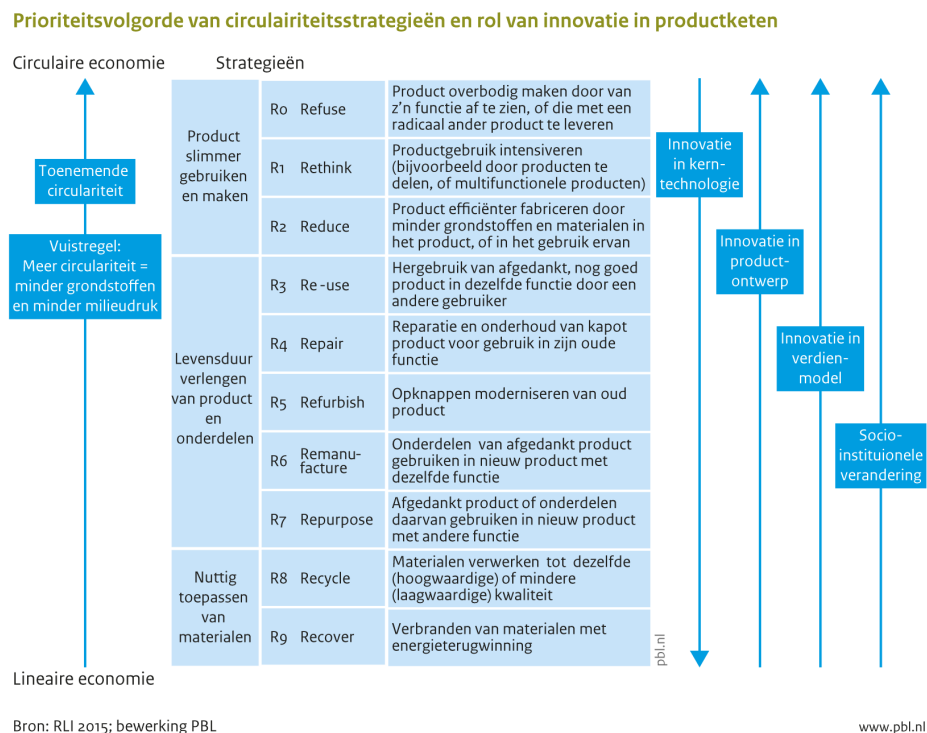 Prioriteitsvolgorde van circulairiteitsstrategieën en rol van innovatie in productketen
Circulaire economie
Strategieën
Toenemende
circulariteit
Vuistregel:
Meer circulariteit =
minder grondstoffen
en minder milieudruk
Lineaire economie
Product
slimmer
gebruiken
en maken
R0 Refuse
Product overbodig maken door van
z’n functie af te zien, of die met een
radicaal ander product te leveren
R1 Rethink
Productgebruik intensiveren
(bijvoorbeeld door producten te
delen, of multifunctionele producten)
R2 Reduce
Product efficiënter fabriceren door
minder grondstoffen en materialen in
het product, of in het gebruik ervan
Levensduur
verlengen
van product
en
onderdelen
R3 Re-use
Hergebruik van afgedankt, nog goed
product in dezelfde functie door een
andere gebruiker
R4 Repair
Reparatie en onderhoud van kapot
product voor gebruik in zijn oude
functie
R5 Refurbish
Opknappen moderniseren van oud
product
R6 Remanu-
facture
Onderdelen van afgedankt product
gebruiken in nieuw product met
dezelfde functie
R7 Repurpose
Afgedankt product of onderdelen
daarvan gebruiken in nieuw product
met andere functie
Nuttig
toepassen
van
materialen
R8 Recycle
Materialen verwerken tot dezelfde
(hoogwaardige) of mindere
(laagwaardige) kwaliteit
R9 Recover
Verbranden van materialen met
energieterugwinning
pbl.nl
Innovatie
in kern-
technologie
Innovatie in
product-
ontwerp
Innovatie in
verdien-
model
Socio-
instituionele
verandering
Bron: RLI 2015; bewerking PBL
www.pbl.nl